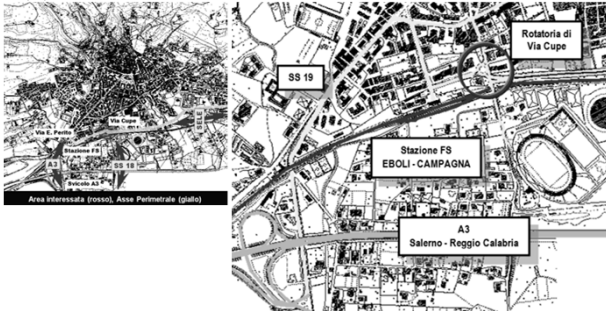 Via Cupe
Via E. Perito
Stazione FS
A3
SS 18
Svicolo A3
Area interessata (rosso), Asse Perimetrale (giallo)
Rotatoria di
Via Cupe
SS 19
Stazione FS
EBOLI - CAMPAGNA
A3
Salerno - Reggio Calabria